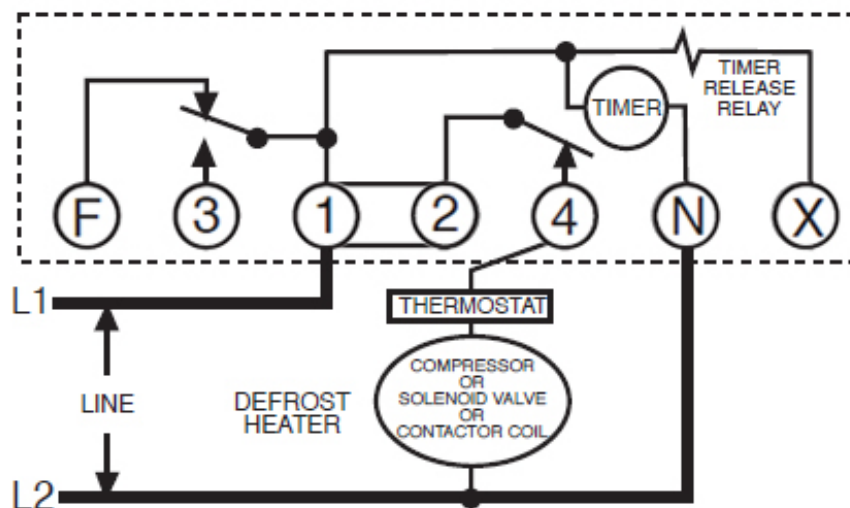 TIMER
TIMER
RELEASE
RELAY
F
3
1
2
4
N
X
L1
THERMOSTAT
LINE
DEFROST
HEATER
COMPRESSOR
OR
SOLENOID VALVE
OR
CONTACTOR COIL
L2